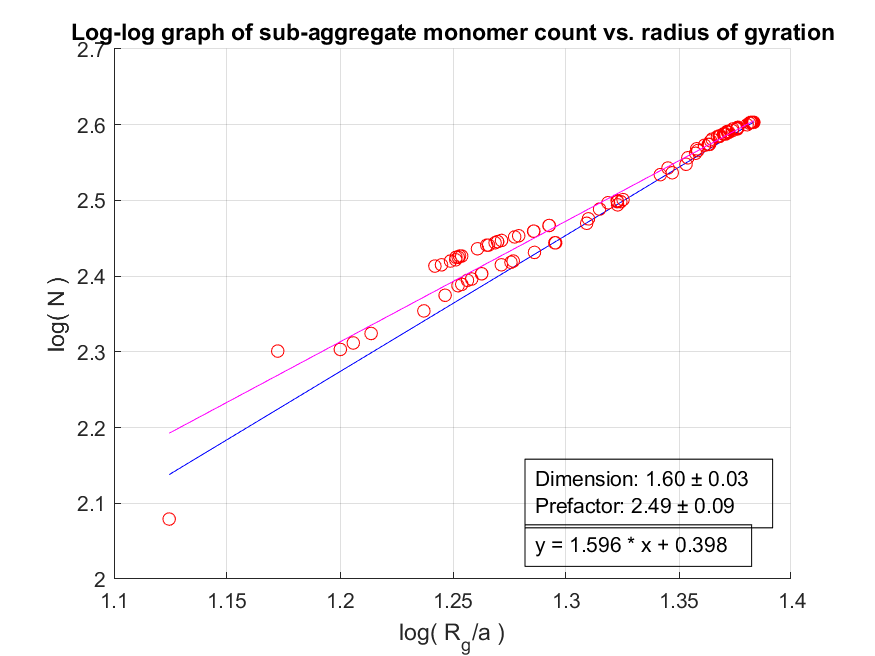 Log-log graph of sub-aggregate monomer count vs. radius of gyration
2.7
2.6
2.5
2.4
2.3
2.2
2.1
2
log( N )
Dimension: 1.60 ± 0.03
Prefactor: 2.49 ± 0.09
y = 1.596 * x + 0.398
1.1 1.15 1.2 1.25 1.3 1.35 1.4
log( R_g/a )